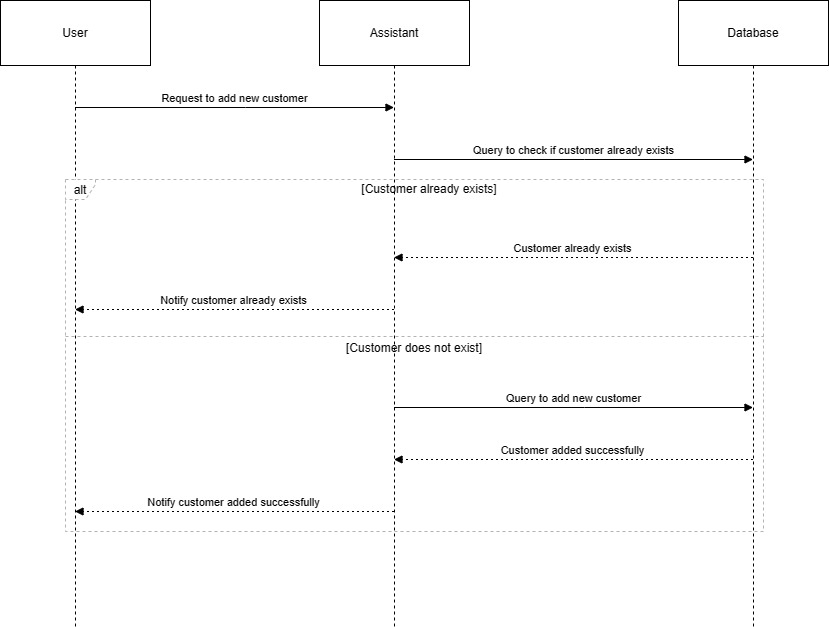 User
Assistant
Database
Request to add new customer
Query to check if customer already exists
alt
[Customer already exists]
Customer already exists
Notify customer already exists
[Customer does not exist]
Query to add new customer
Customer added successfully
Notify customer added successfully